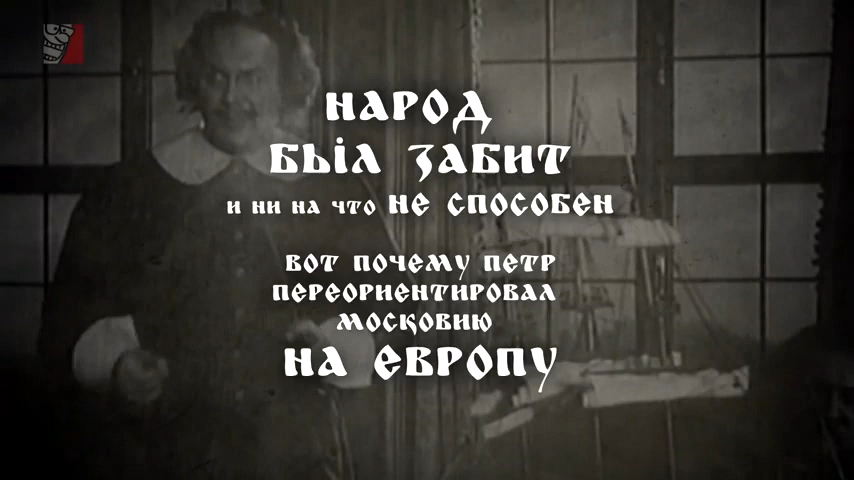 НАРОД
БЫЛ ЗАБИТ
И НИ НА ЧТО НЕ СПОСОБЕН
ВОТ ПОЧЕМУ ПЕТР
ПЕРЕОРИЕНТИРОВАЛ
МОСКОВИЮ
НА ЕВРОПУ